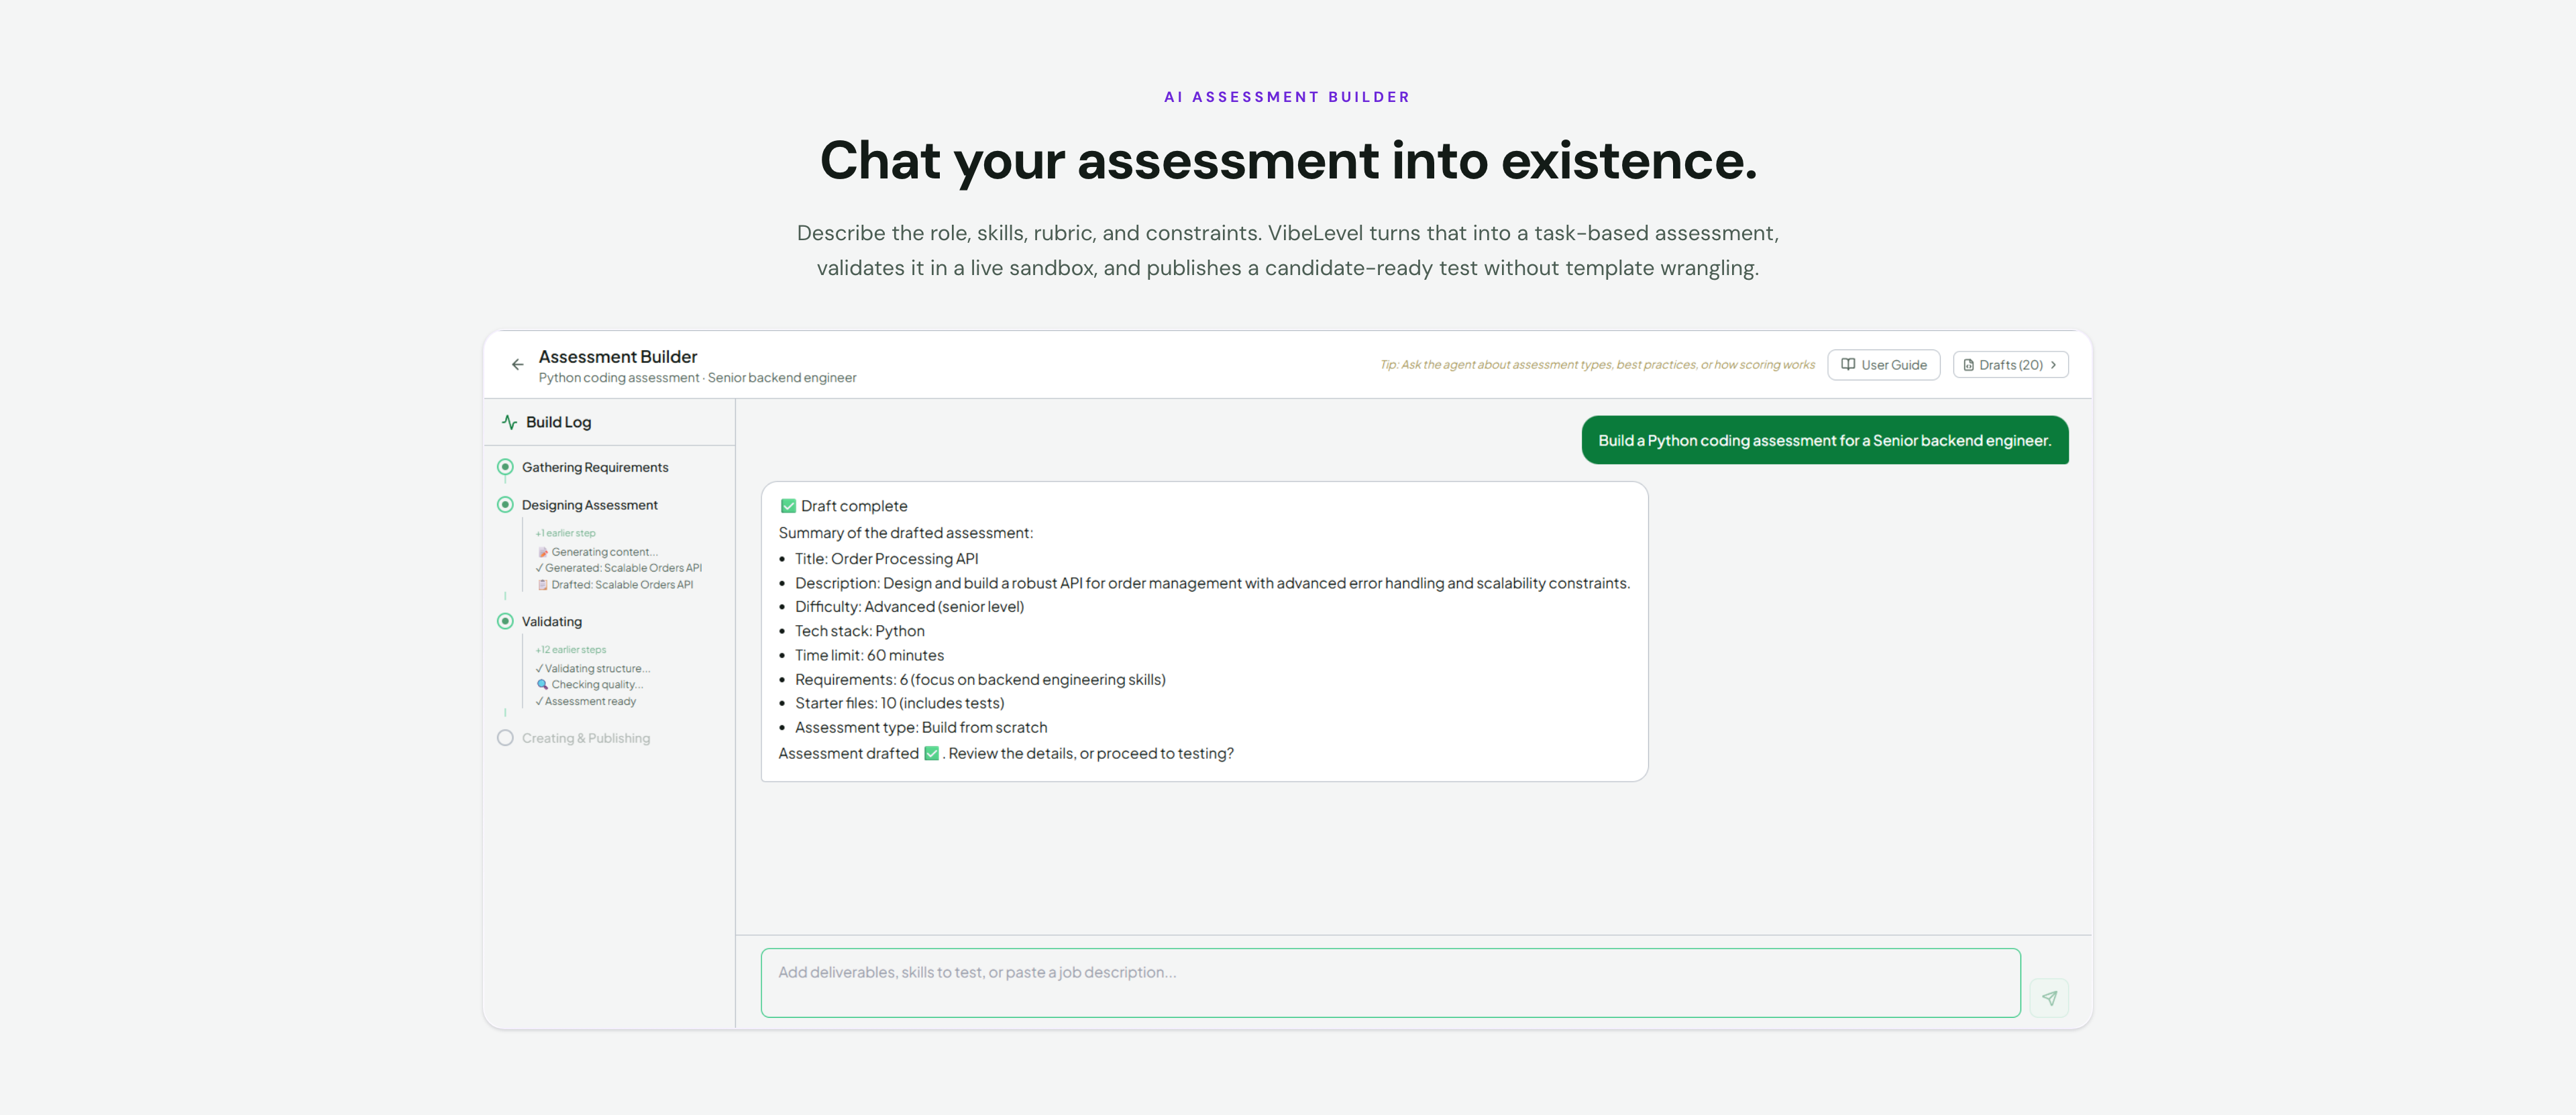 AI ASSESSMENT BUILDER
Chat your assessment into existence.
Describe the role, skills, rubric, and constraints. VibeLevel turns that into a task-based assessment,
validates it in a live sandbox, and publishes a candidate-ready test without template wrangling.
Assessment Builder
Python coding assessment · Senior backend engineer
Tip: Ask the agent about assessment types, best practices, or how scoring works
User Guide
Drafts (20)
Build Log
Gathering Requirements
Designing Assessment
+1 earlier step
📝 Generating content...
✓ Generated: Scalable Orders API
📋 Drafted: Scalable Orders API
Validating
+12 earlier steps
✓ Validating structure...
🔍 Checking quality...
✓ Assessment ready
Creating & Publishing
Build a Python coding assessment for a Senior backend engineer.
✅ Draft complete
Summary of the drafted assessment:
• Title: Order Processing API
• Description: Design and build a robust API for order management with advanced error handling and scalability constraints.
• Difficulty: Advanced (senior level)
• Tech stack: Python
• Time limit: 60 minutes
• Requirements: 6 (focus on backend engineering skills)
• Starter files: 10 (includes tests)
• Assessment type: Build from scratch
Assessment drafted ✅. Review the details, or proceed to testing?
Add deliverables, skills to test, or paste a job description...